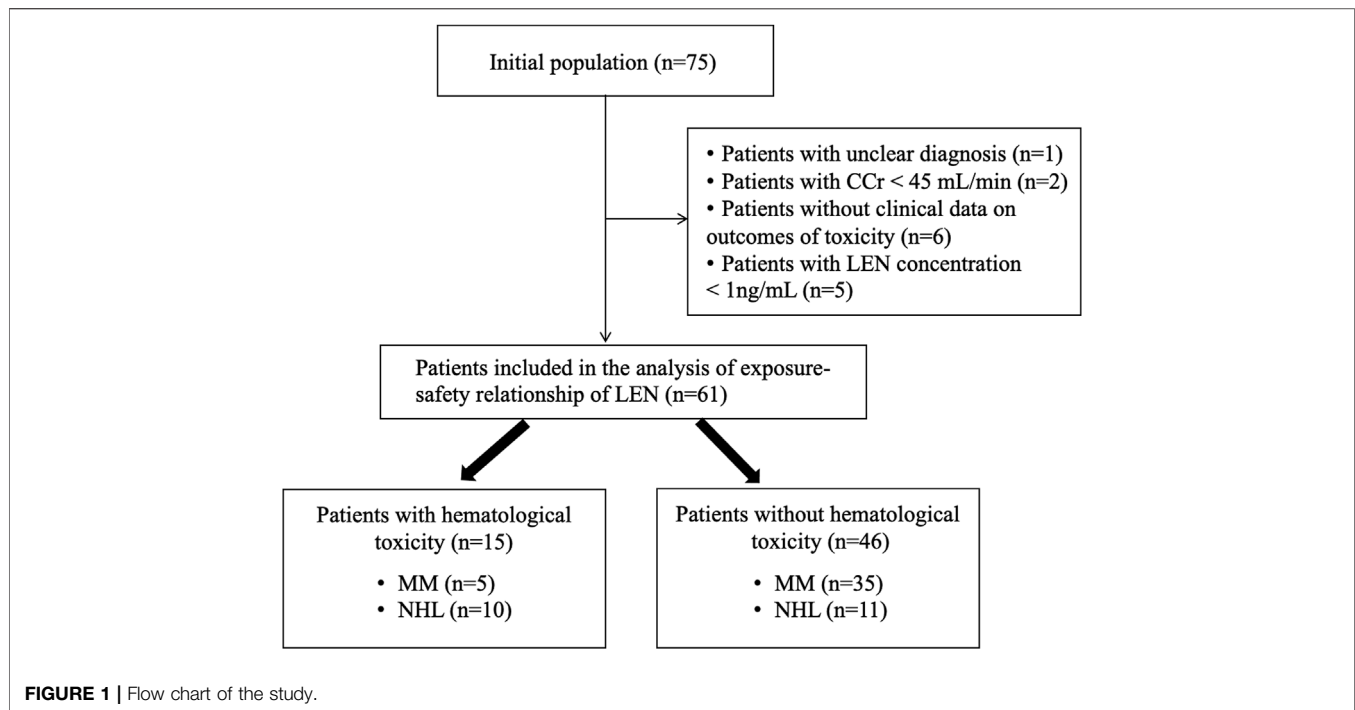 Initial population (n=75)
• Patients with unclear diagnosis (n=1)
• Patients with CCr < 45 mL/min (n=2)
• Patients without clinical data on
outcomes of toxicity (n=6)
• Patients with LEN concentration
< 1ng/mL (n=5)
Patients included in the analysis of exposure-
safety relationship of LEN (n=61)
Patients with hematological
toxicity (n=15)
• MM (n=5)
• NHL (n=10)
Patients without hematological
toxicity (n=46)
• MM (n=35)
• NHL (n=11)
FIGURE 1 | Flow chart of the study.